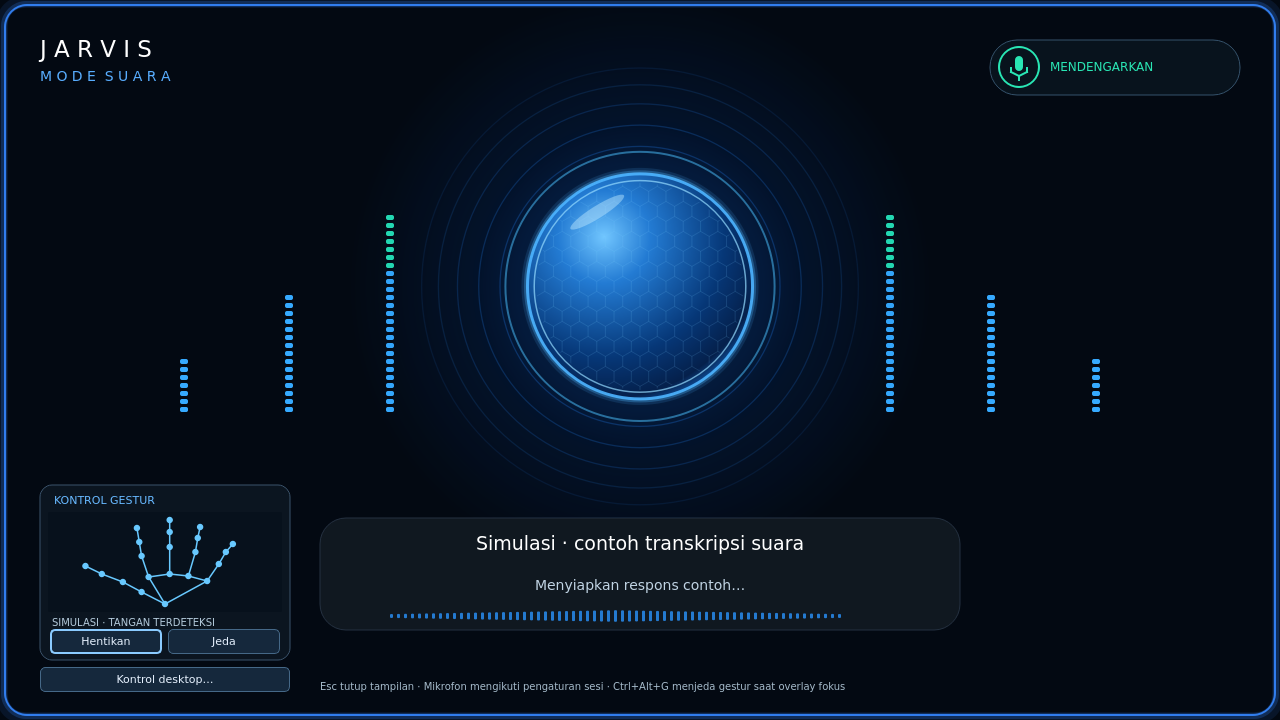 JARVIS
MODE SUARA
MENDENGARKAN
KONTROL GESTUR
SIMULASI · TANGAN TERDETEKSI
Hentikan
Jeda
Kontrol desktop…
Simulasi · contoh transkripsi suara
Menyiapkan respons contoh…
Esc tutup tampilan · Mikrofon mengikuti pengaturan sesi · Ctrl+Alt+G menjeda gestur saat overlay fokus